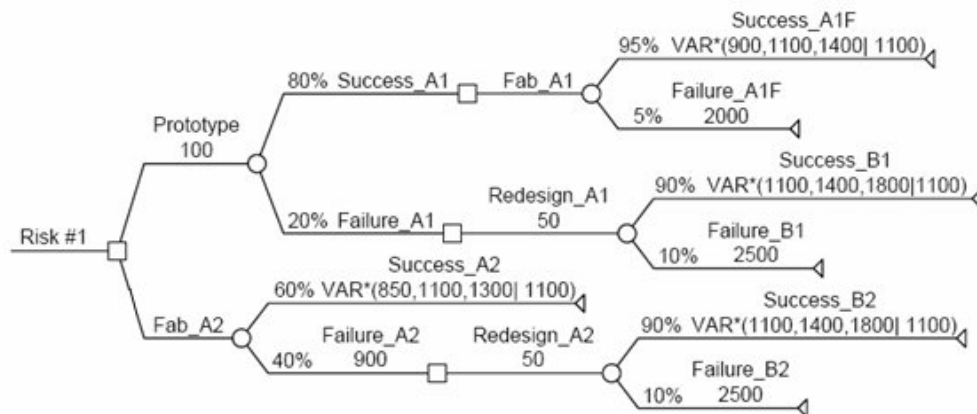 Success_A1F
95% VAR*(900,1100,1400| 1100)
80% Success_A1
Fab_A1
Failure_A1F
5% 2000
Prototype
100
Success_B1
90% VAR*(1100,1400,1800|1100)
Redesign_A1
50
20% Failure_A1
Failure_B1
10% 2500
Risk #1
Success_A2
60% VAR*(850,1100,1300| 1100)
Fab_A2
Failure_A2
40% 900
Redesign_A2
50
Success_B2
90% VAR*(1100,1400,1800| 1100)
Failure_B2
10% 2500